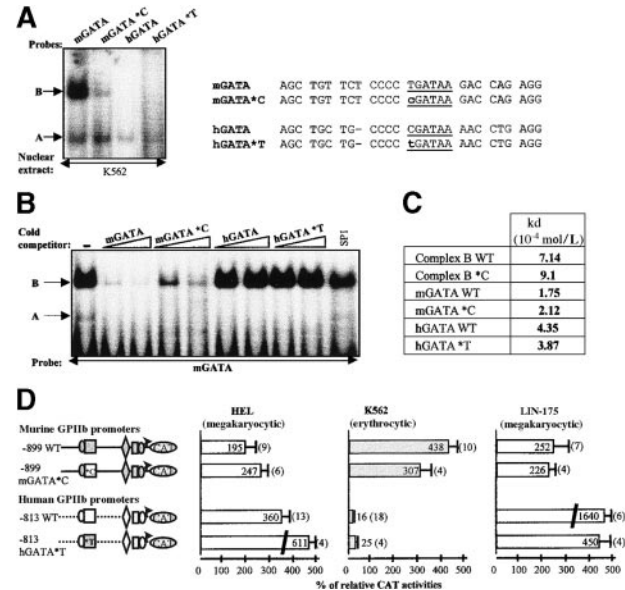 A
Probes:
mGATA
mGATA *C
hGATA
hGATA *T
B
A
Nuclear extract:
K562
mGATA AGC TGT TCT CCCC TGATAA GACC CAG AGG
mGATA*C AGC TGT TCT CCCC GATAA GAC CAG AGG
hGATA AGC TGC TG- CCCC CGATAA AAC CTG AGG
hGATA*T AGC TGC TG- CCCC tGATAA AAC CTG AGG
B
Cold competitor:
-
mGATA
mGATA *C
hGATA
hGATA *T
SP1
B
A
Probe:
mGATA
C
kd
(10⁻⁴ mol/L)
Complex B WT 7.14
Complex B *C 9.1
mGATA WT 1.75
mGATA *C 2.12
hGATA WT 4.35
hGATA *T 3.87
D
HEL
(megakaryocytic)
K562
(erythrocytic)
LIN-175
(megakaryocytic)
Murine GPIIb promoters
-899 WT CAT 195 (9) 438 (10) 252 (7)
-899
mGATA*C *C CAT 247 (6) 307 (4) 226 (4)
Human GPIIb promoters
-813 WT CAT 360 (13) 16 (18) 1640 (6)
-813
hGATA*T *T CAT 611 (4) 25 (4) 450 (4)
0 100 200 300 400 500
0 100 200 300 400 500
0 100 200 300 400 500
% of relative CAT activities